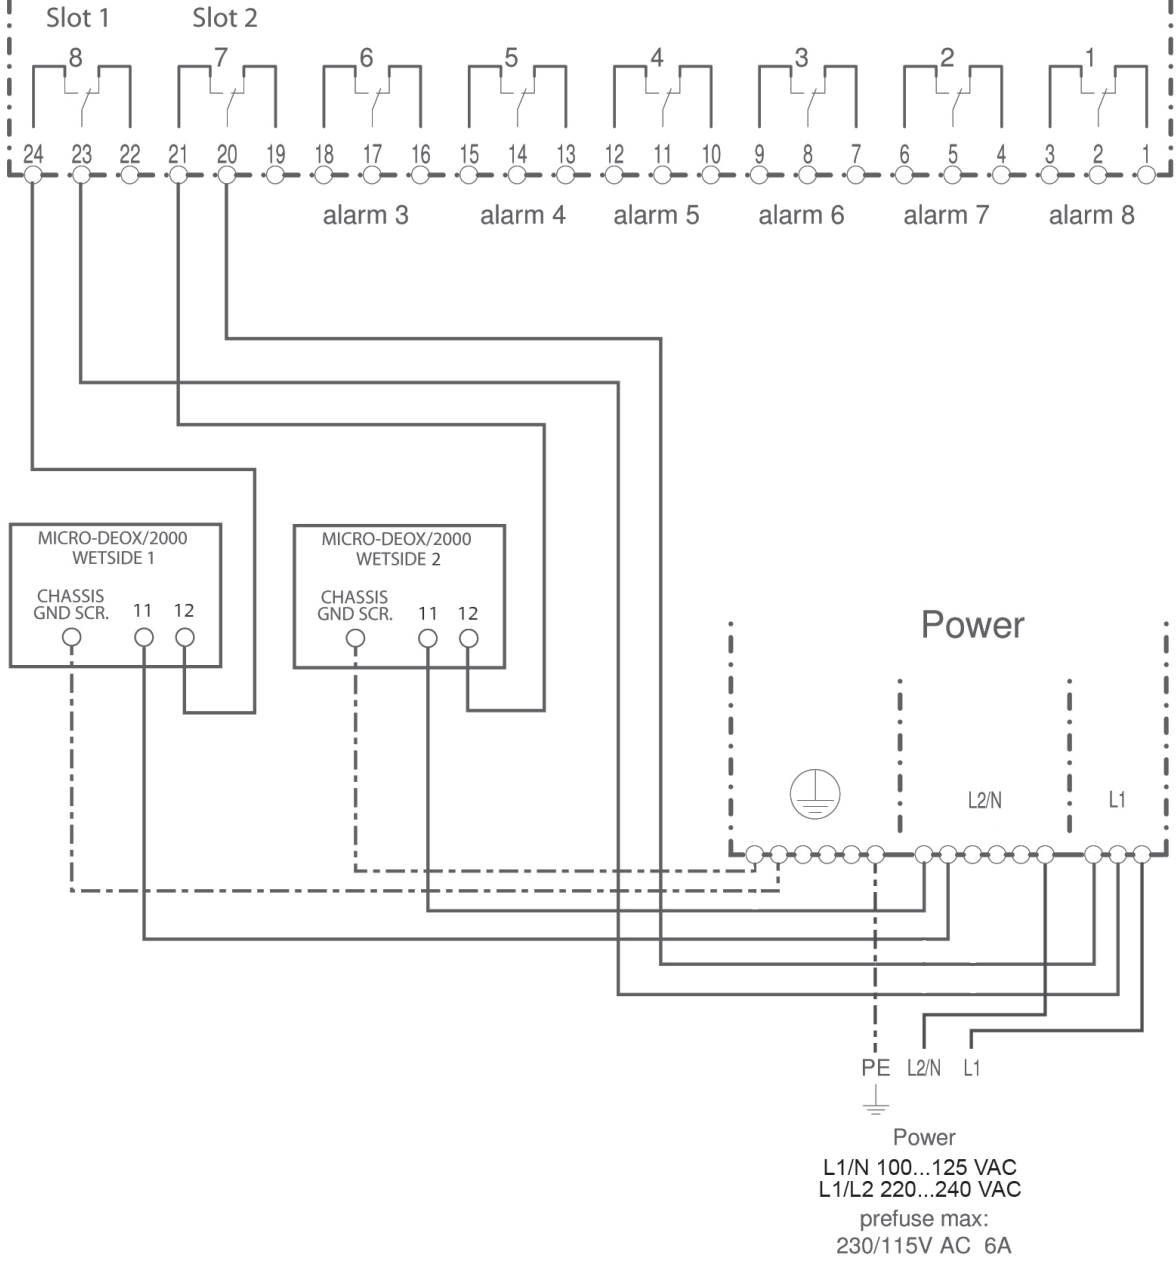 Slot 1 Slot 2
8 7 6 5 4 3 2 1
24 23 22 21 20 19 18 17 16 15 14 13 12 11 10 9 8 7 6 5 4 3 2 1
alarm 3 alarm 4 alarm 5 alarm 6 alarm 7 alarm 8
MICRO-DEOX/2000
WETSIDE 1
CHASSIS
GND SCR. 11 12
MICRO-DEOX/2000
WETSIDE 2
CHASSIS
GND SCR. 11 12
Power
L2/N L1
PE L2/N L1
Power
L1/N 100...125 VAC
L1/L2 220...240 VAC
prefuse max:
230/115V AC 6A